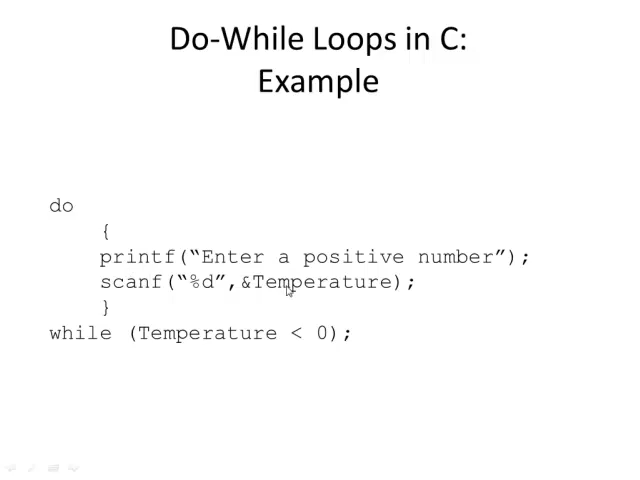 Do-While Loops in C:
Example
do
{
printf(“Enter a positive number”);
scanf(“%d”,&Temperature);
}
while (Temperature < 0);